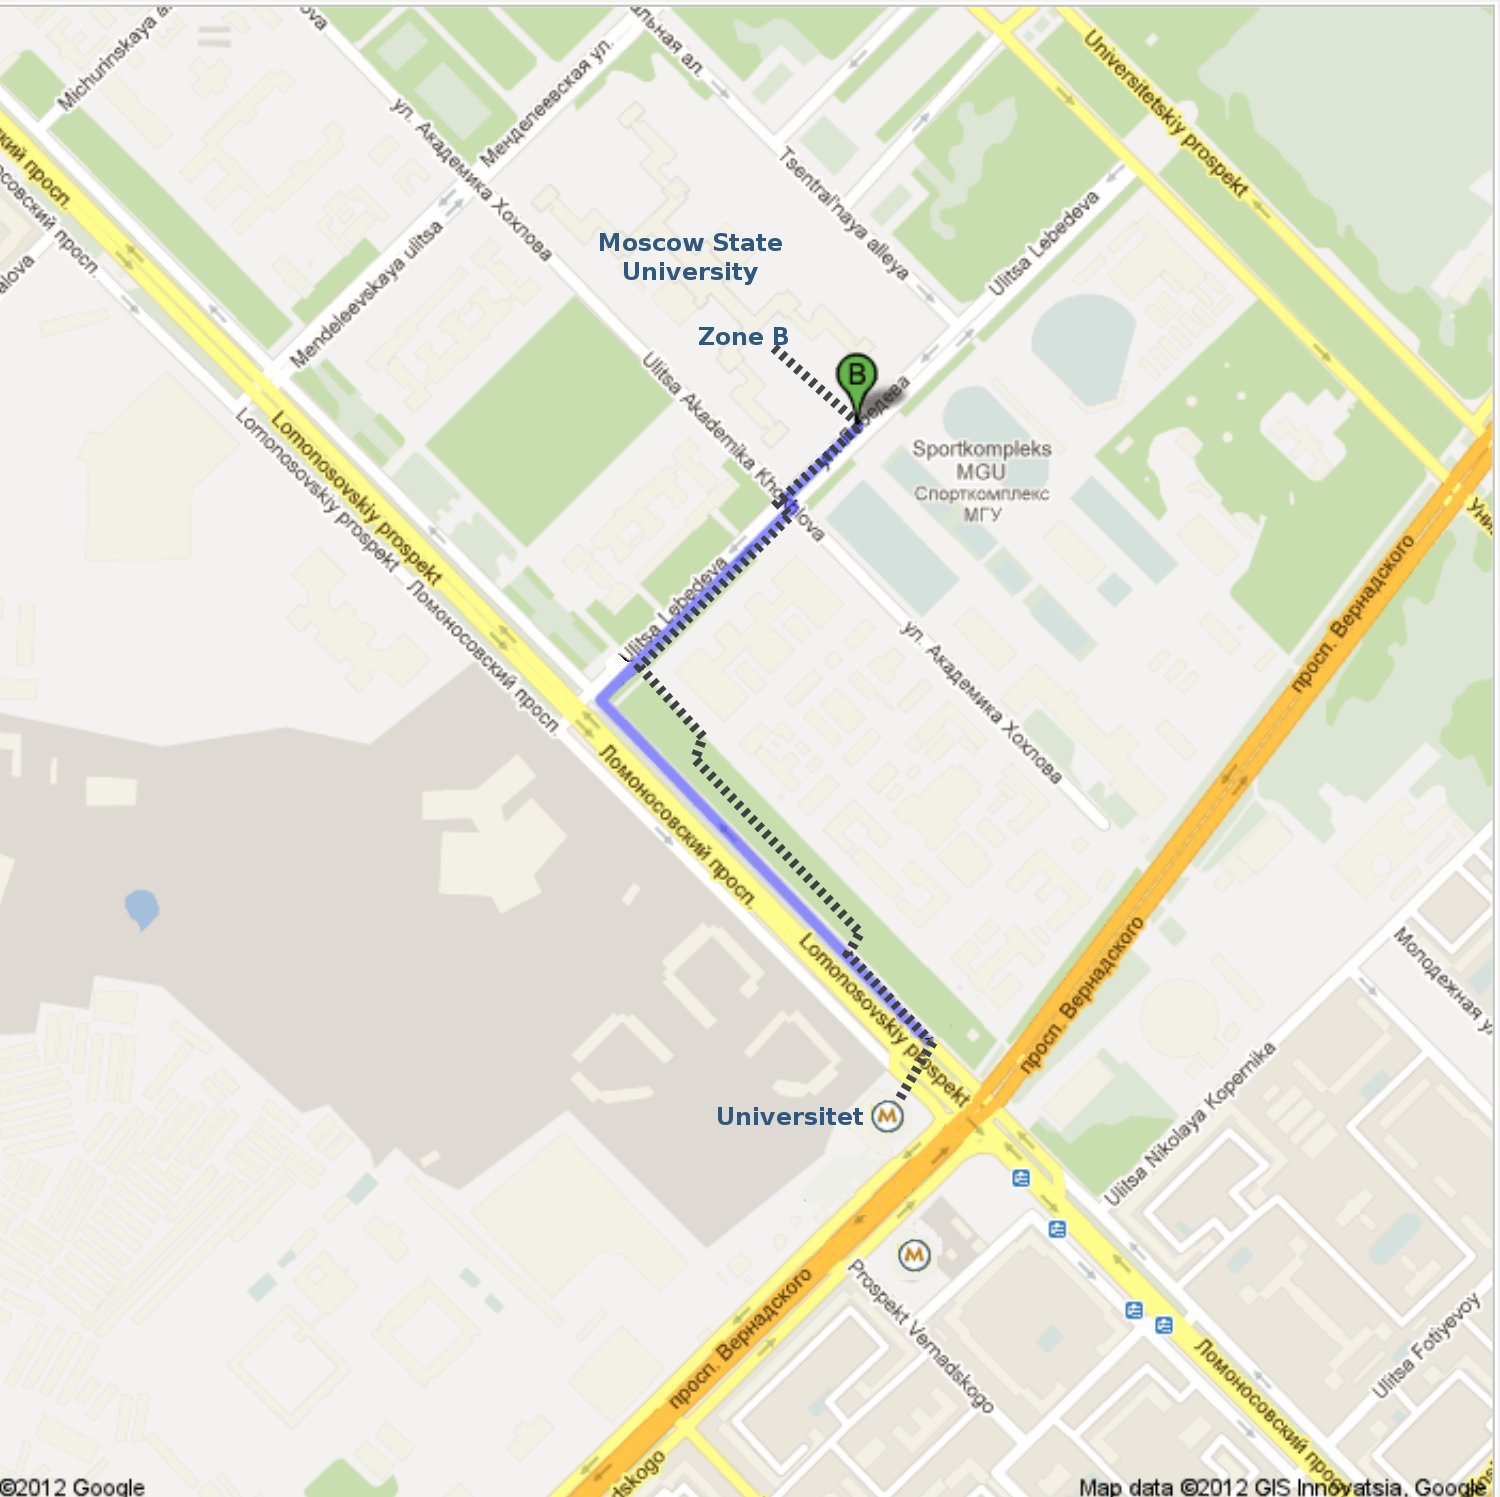 Michurinskaya a
ova
альная ал.
Universitetskiy prospekt
ул. Академика Хохлова
Менделеевская ул.
кий просп.
осовский просп.
alova
Mendeleevskaya ulitsa
Tsentral'naya alleya
Ulitsa Lebedeva
Moscow State
University
Zone B
B
Ulitsa Akademika Khokhlova
Sportkompleks
MGU
Спорткомплекс
МГУ
Lomonosovskiy prospekt
Lomonosovskiy prospekt
Ломоносовский просп.
Ulitsa Lebedeva
ул. Академика Хохлова
просп. Вернадского
Уни
Ломоносовский просп.
Lomonosovskiy prospekt
просп. Вернадского
Молодежная у
Ulitsa Nikolaya Kopernika
Universitet
M
M
Prospekt Vernadskogo
просп. Вернадского
Ulitsa Fotiyevoy
Ломоносовский прос
dskogo
©2012 Google
Map data ©2012 GIS Innovatsia, Google